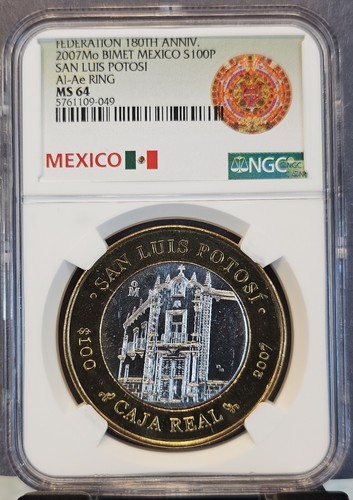 FEDERATION 180TH ANNIV.
2007Mo BIMET MEXICO S100P
SAN LUIS POTOSI
Al-Ae RING
MS 64
5761109-049
MEXICO
NGC
SAN LUIS POTOSÍ
M
$100
2007
CAJA REAL